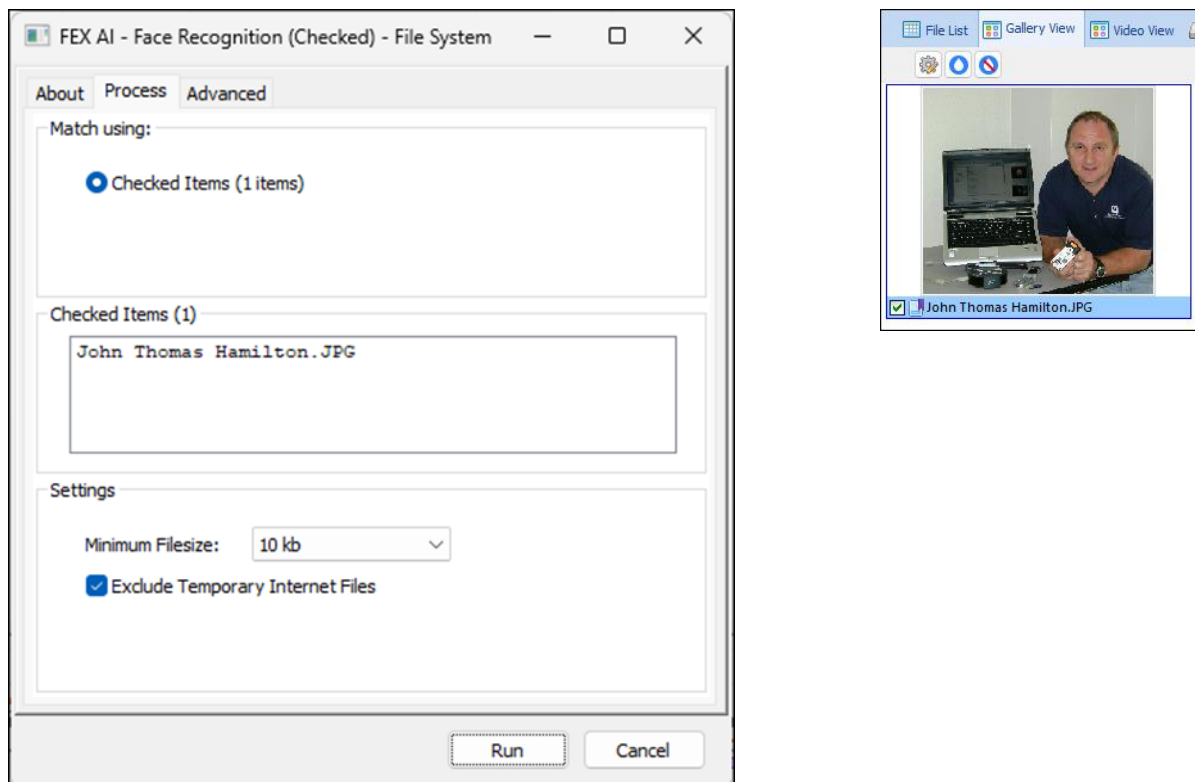 FEX AI - Face Recognition (Checked) - File System
About Process Advanced
Match using:
Checked Items (1 items)
Checked Items (1)
John Thomas Hamilton.JPG
Settings
Minimum Filesize: 10 kb
Exclude Temporary Internet Files
Run Cancel
File List Gallery View Video View
John Thomas Hamilton.JPG